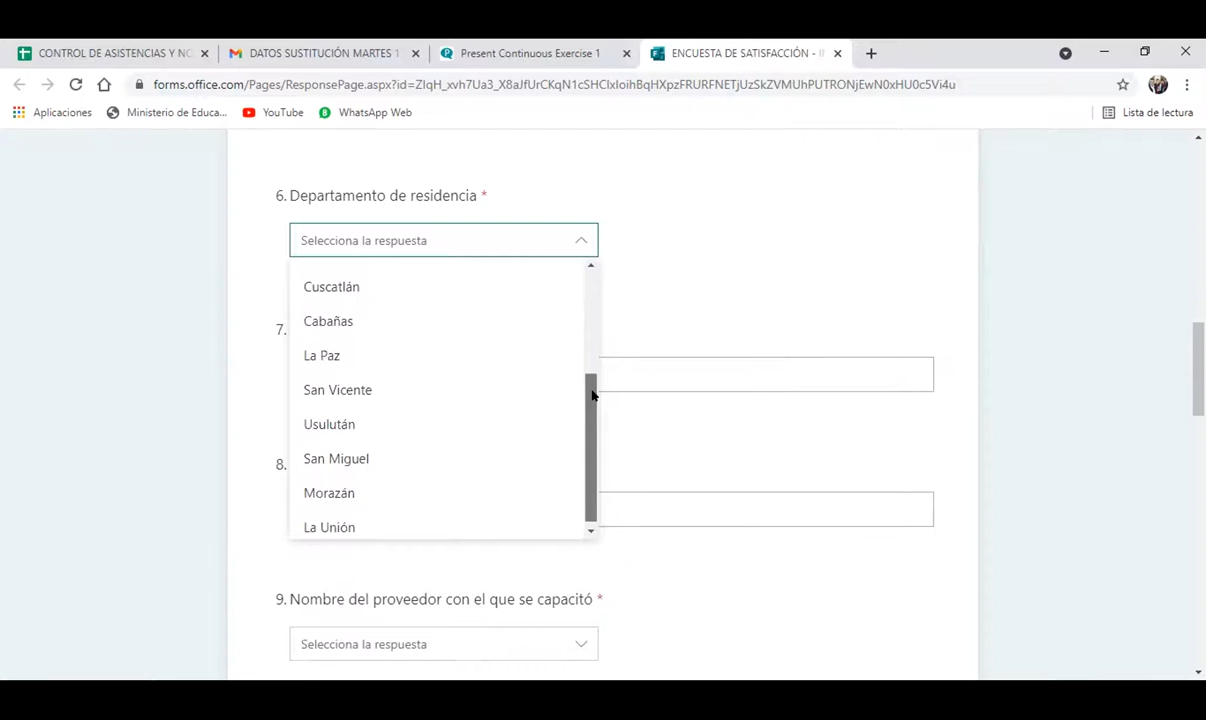 CONTROL DE ASISTENCIAS Y NO
DATOS SUSTITUCIÓN MARTES 1
Present Continuous Exercise 1
ENCUESTA DE SATISFACCIÓN - I
forms.office.com/Pages/ResponsePage.aspx?id=
Aplicaciones
Ministerio de Educa...
YouTube
WhatsApp Web
Lista de lectura
6. Departamento de residencia *
Selecciona la respuesta
Cuscatlán
Cabañas
7.
La Paz
San Vicente
Usulután
San Miguel
8.
Morazán
La Unión
9. Nombre del proveedor con el que se capacitó *
Selecciona la respuesta